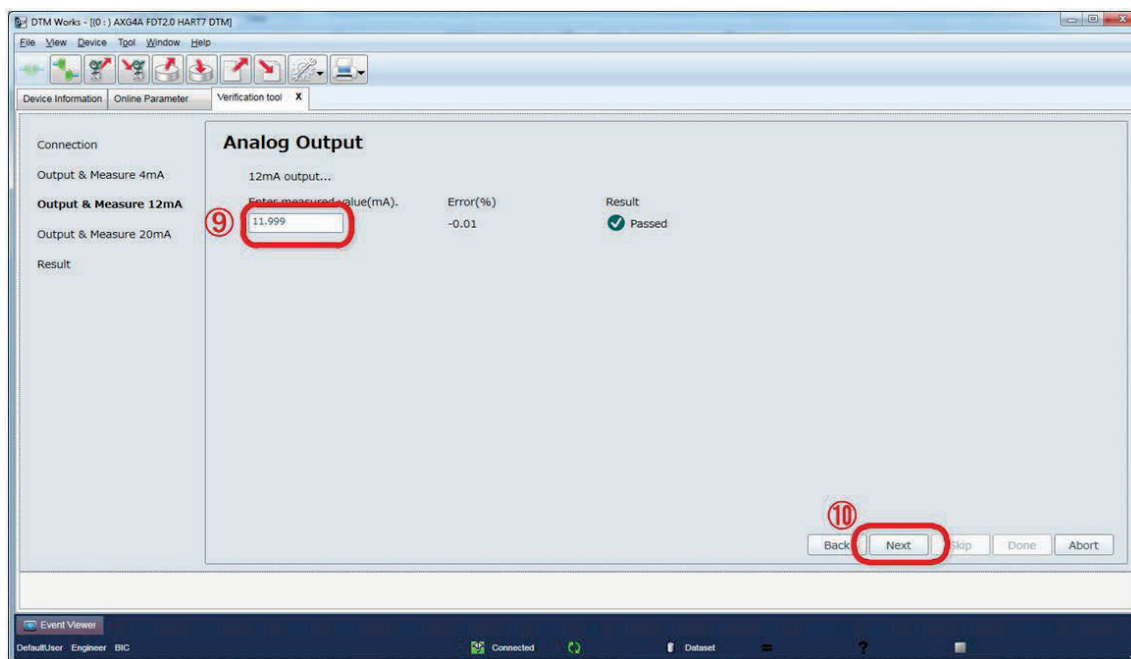 DTM Works - [(0 : ) AXG4A FDT2.0 HART7 DTM]
File View Device Tool Window Help
Device Information Online Parameter Verification tool X
Connection
Output & Measure 4mA
Output & Measure 12mA
Output & Measure 20mA
Result
Analog Output
12mA output...
Enter measured value(mA). Error(%) Result
⑨ 11.999 -0.01 Passed
⑩
Back Next Skip Done Abort
Event Viewer
DefaultUser Engineer BIC Connected Dataset = ?